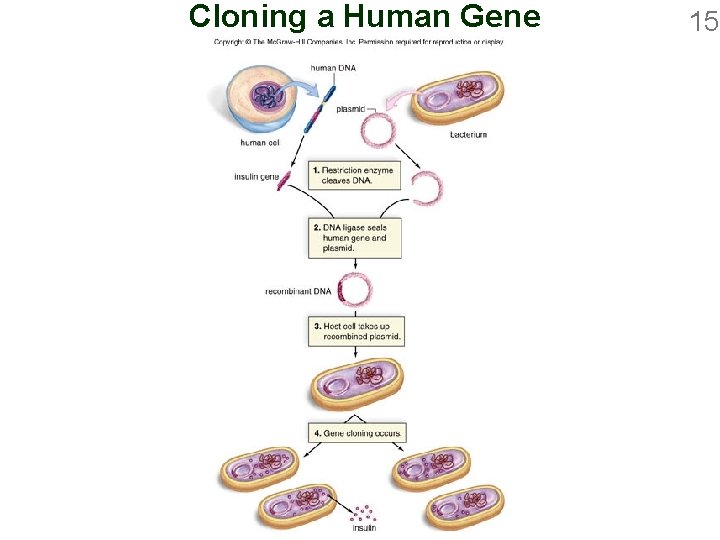 Cloning a Human Gene
15
Copyright © The McGraw-Hill Companies, Inc. Permission required for reproduction or display.
human DNA
plasmid
bacterium
human cell
insulin gene
1. Restriction enzyme
cleaves DNA.
2. DNA ligase seals
human gene and
plasmid.
recombinant DNA
3. Host cell takes up
recombined plasmid.
4. Gene cloning occurs.
insulin